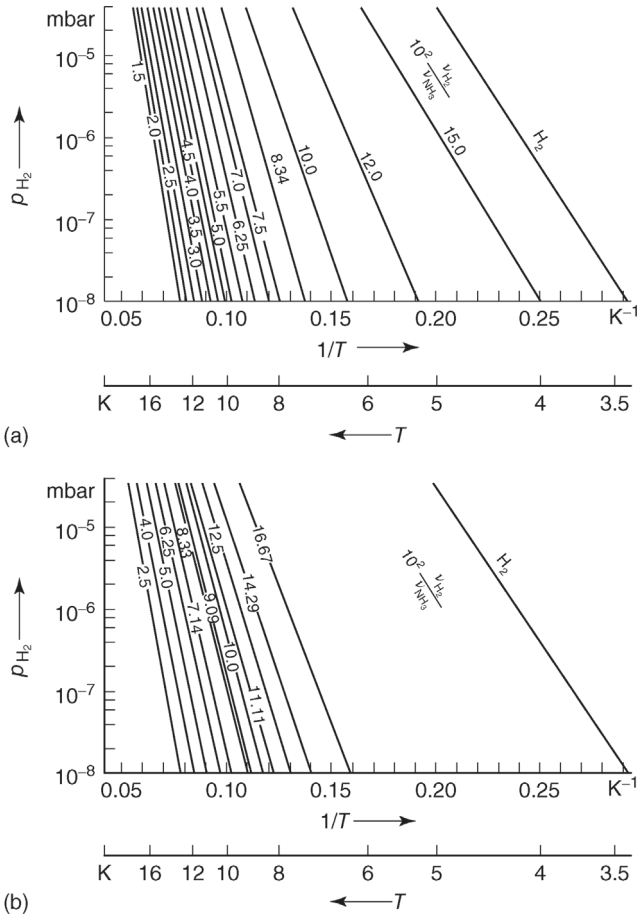 mbar
10⁻⁵
10⁻⁶
10⁻⁷
10⁻⁸
p_H₂
1.5
2.0
2.5
4.5
4.0
3.5
3.0
5.5
5.0
7.0
6.25
7.5
8.34
10.0
12.0
15.0
H₂
10² ν_H₂/ν_NH₃
0.05 0.10 0.15 0.20 0.25 K⁻¹
1/T
K 16 12 10 8 6 5 4 3.5
(a) T
mbar
10⁻⁵
10⁻⁶
10⁻⁷
10⁻⁸
p_H₂
2.5
4.0
5.0
6.25
7.14
8.33
9.09
10.0
11.11
12.5
14.29
16.67
H₂
10² ν_H₂/ν_NH₃
0.05 0.10 0.15 0.20 0.25 K⁻¹
1/T
K 16 12 10 8 6 5 4 3.5
(b) T